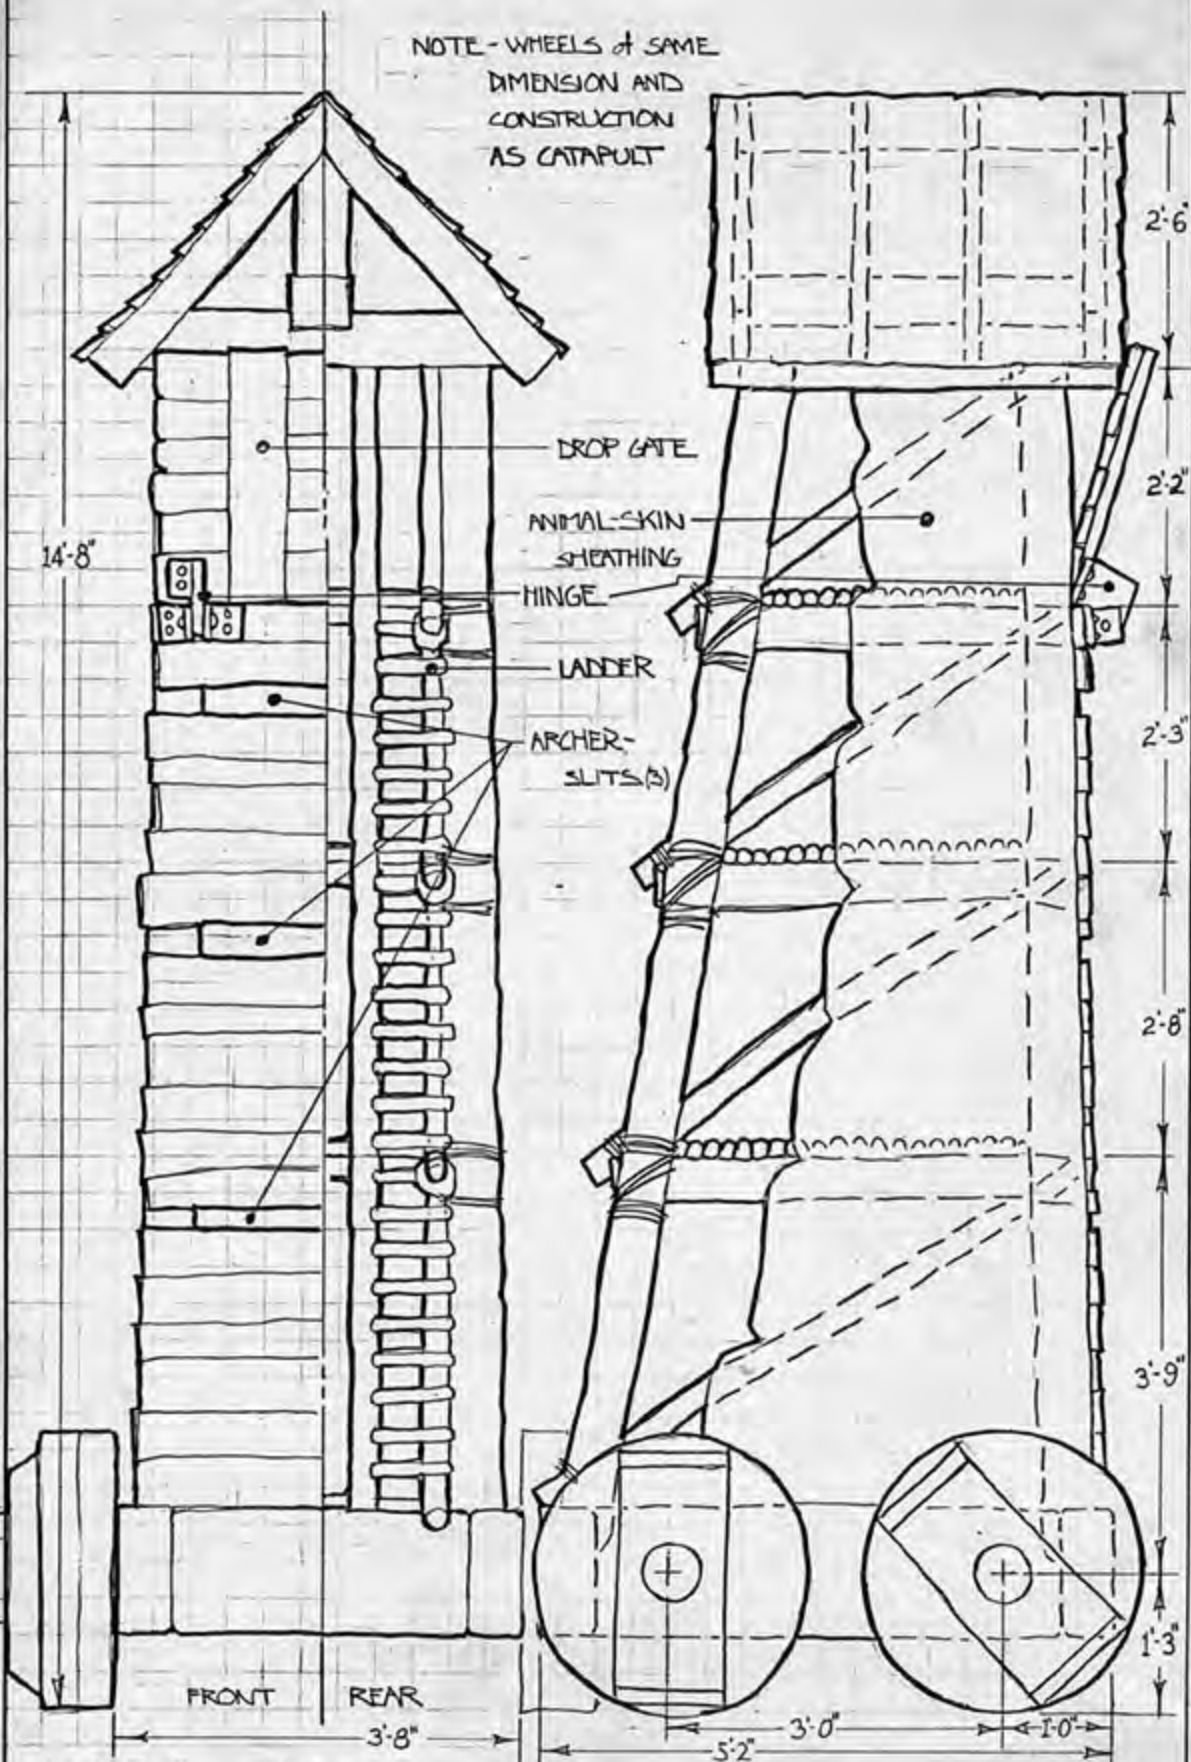 NOTE - WHEELS of SAME
DIMENSION AND
CONSTRUCTION
AS CATAPULT
2'-6"
DROP GATE
2'-2"
ANIMAL-SKIN
SHEATHING
14'-8"
HINGE
LADDER
ARCHER-
SLITS (3)
2'-3"
2'-8"
3'-9"
1'-3"
FRONT
REAR
3'-8"
3'-0"
1'-0"
5'-2"